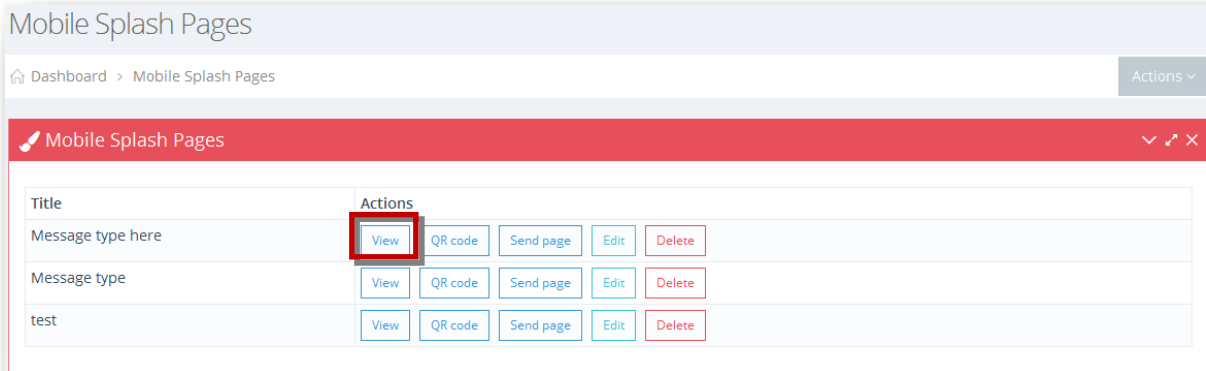 Mobile Splash Pages
Dashboard > Mobile Splash Pages Actions
Mobile Splash Pages
Title Actions
Message type here View QR code Send page Edit Delete
Message type View QR code Send page Edit Delete
test View QR code Send page Edit Delete